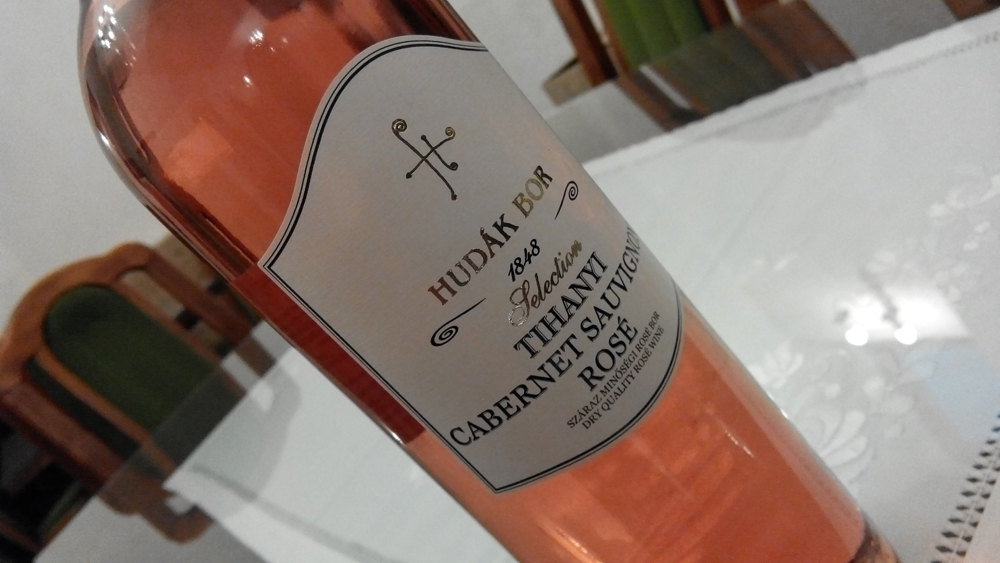 HUDÁK BOR
1848
Selection
TIHANYI
CABERNET SAUVIGNON
ROSÉ
SZÁRAZ MINŐSÉGI ROSÉ BOR
DRY QUALITY ROSÉ WINE